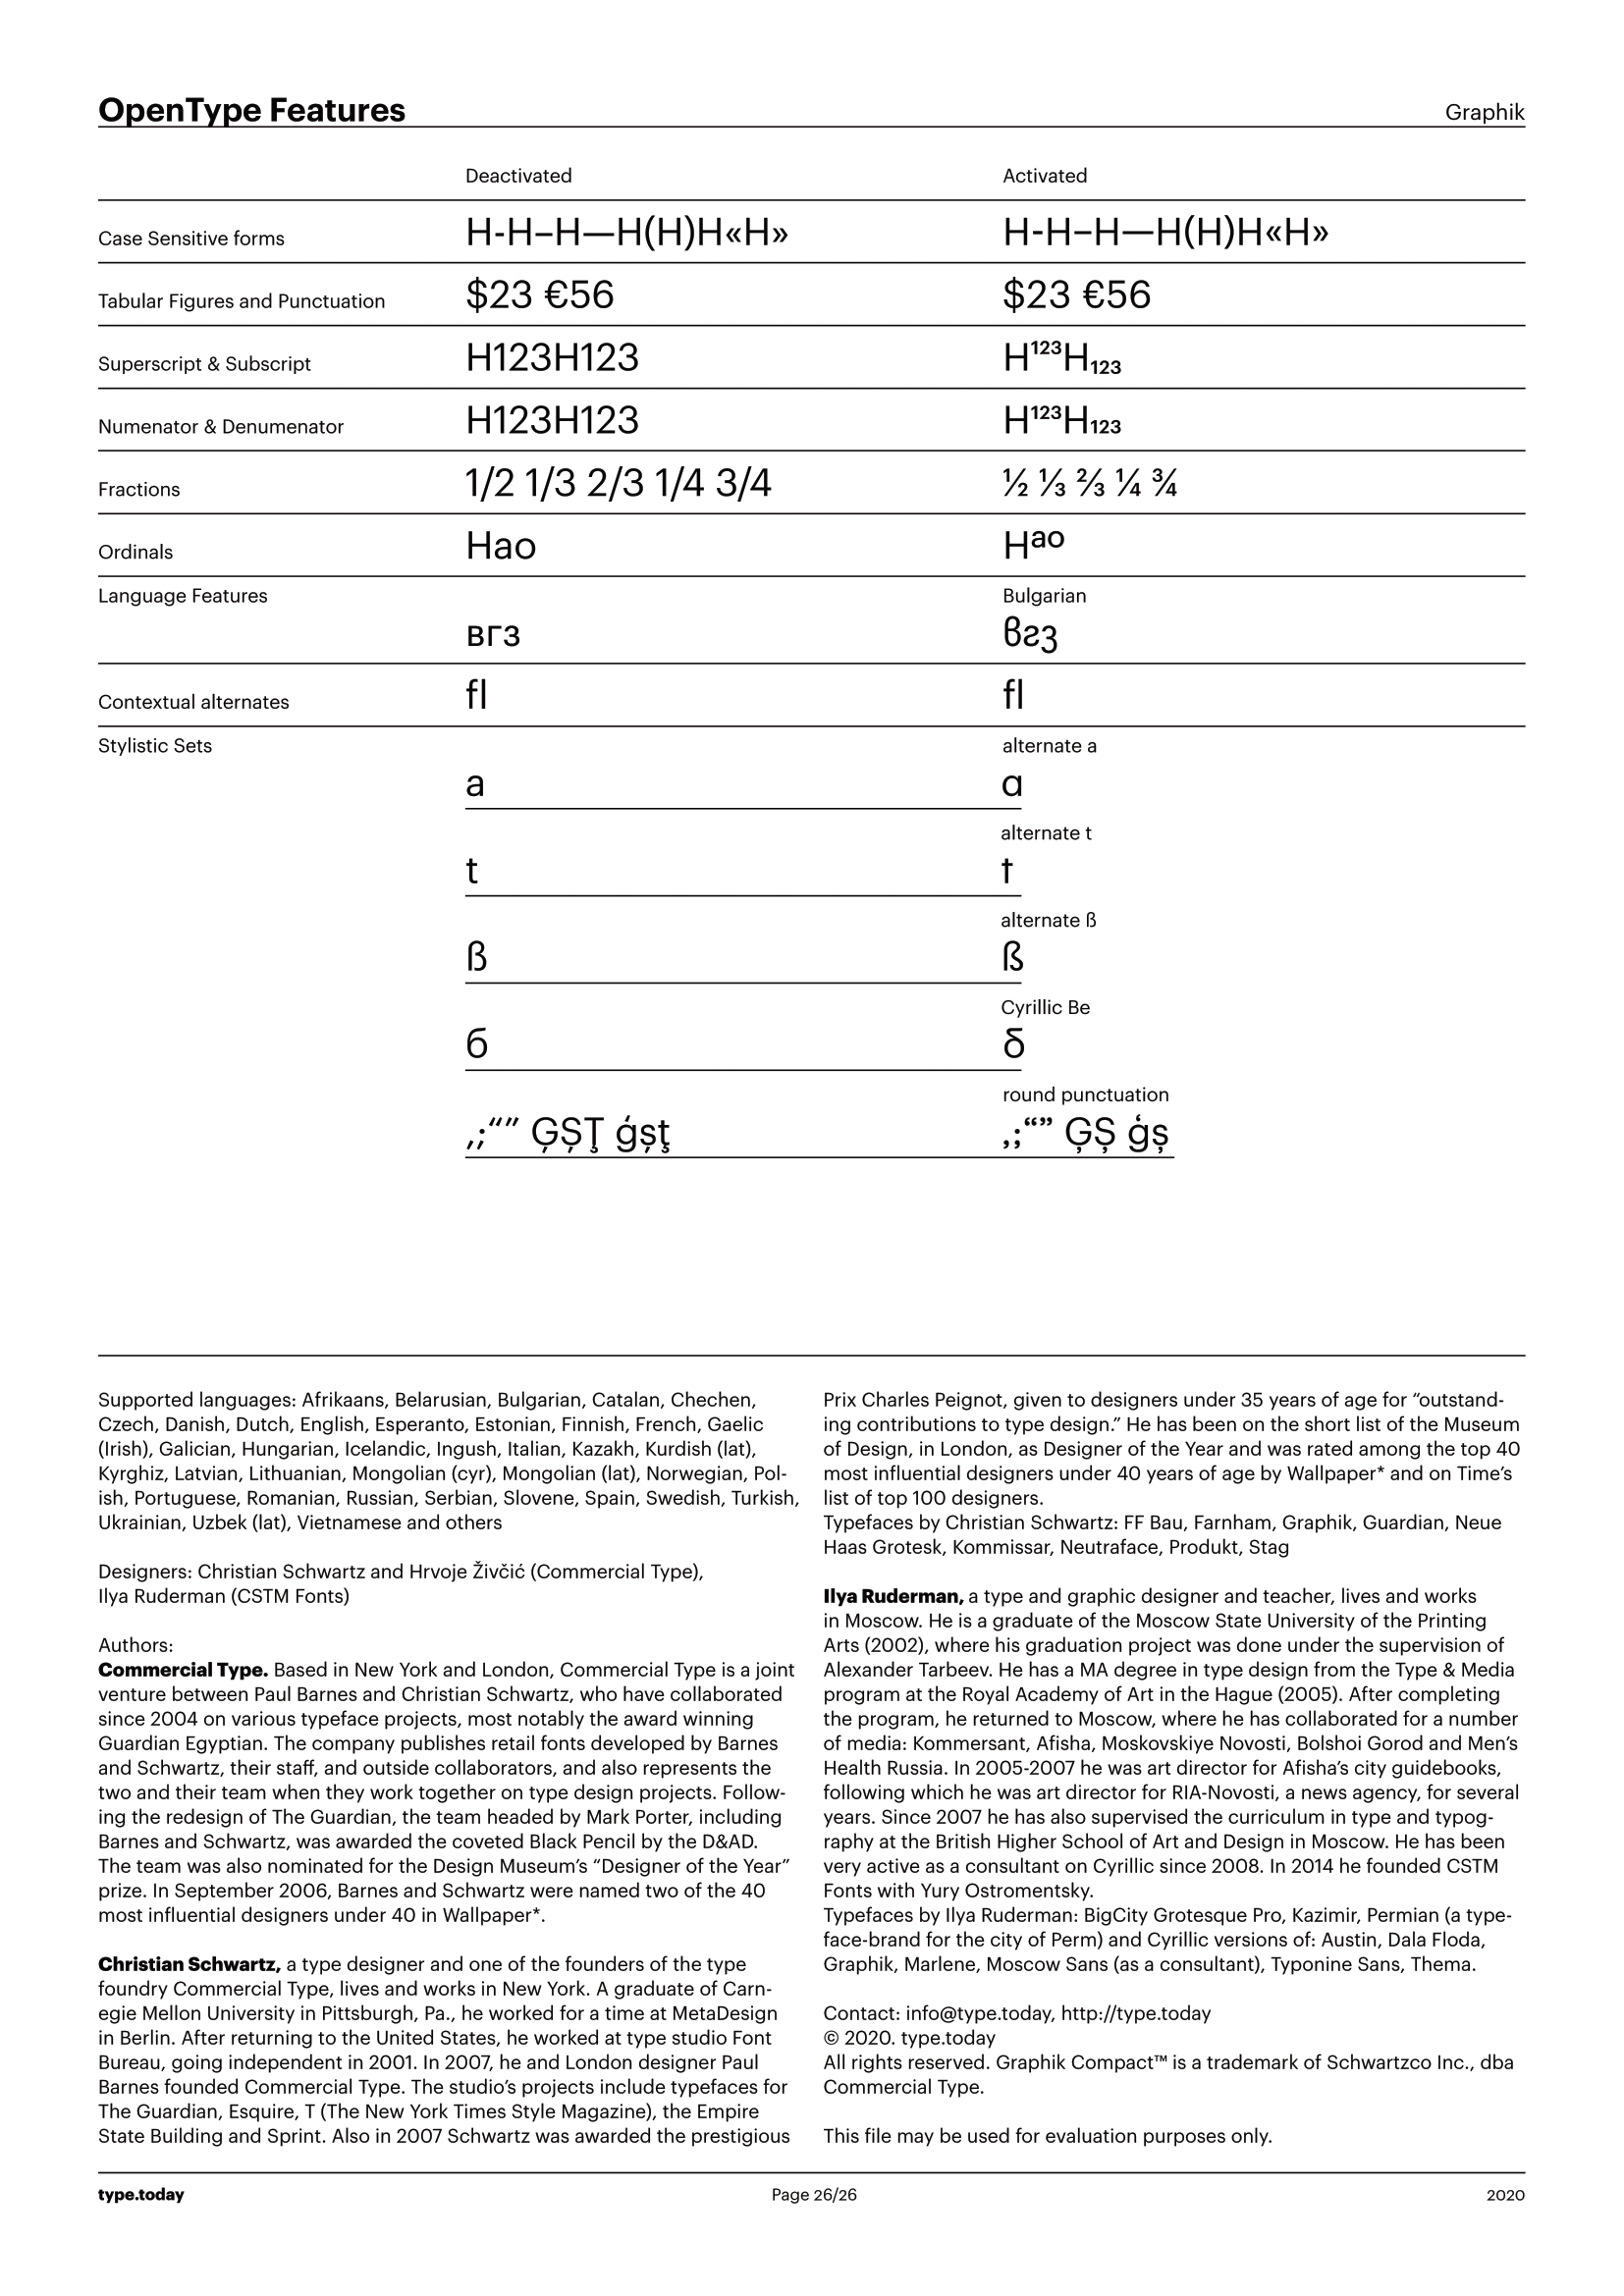 OpenType Features Graphik
Deactivated Activated
Case Sensitive forms H-H–H—H(H)H«H» H-H–H—H(H)H«H»
Tabular Figures and Punctuation $23 €56 $23 €56
Superscript & Subscript H123H123 H¹²³H₁₂₃
Numenator & Denumenator H123H123 H¹²³H₁₂₃
Fractions 1/2 1/3 2/3 1/4 3/4 ½ ⅓ ⅔ ¼ ¾
Ordinals Hao Hªº
Language Features Bulgarian
вгз вгз
Contextual alternates fl fl
Stylistic Sets alternate a
a ɑ
alternate t
t t
alternate ß
ß ß
Cyrillic Be
б б
round punctuation
,;“” ĢȘŢ ģșţ ,;“” ĢȘ ģș
Supported languages: Afrikaans, Belarusian, Bulgarian, Catalan, Chechen,
Czech, Danish, Dutch, English, Esperanto, Estonian, Finnish, French, Gaelic
(Irish), Galician, Hungarian, Icelandic, Ingush, Italian, Kazakh, Kurdish (lat),
Kyrghiz, Latvian, Lithuanian, Mongolian (cyr), Mongolian (lat), Norwegian, Pol-
ish, Portuguese, Romanian, Russian, Serbian, Slovene, Spain, Swedish, Turkish,
Ukrainian, Uzbek (lat), Vietnamese and others
Designers: Christian Schwartz and Hrvoje Živčić (Commercial Type),
Ilya Ruderman (CSTM Fonts)
Authors:
Commercial Type. Based in New York and London, Commercial Type is a joint
venture between Paul Barnes and Christian Schwartz, who have collaborated
since 2004 on various typeface projects, most notably the award winning
Guardian Egyptian. The company publishes retail fonts developed by Barnes
and Schwartz, their staff, and outside collaborators, and also represents the
two and their team when they work together on type design projects. Follow-
ing the redesign of The Guardian, the team headed by Mark Porter, including
Barnes and Schwartz, was awarded the coveted Black Pencil by the D&AD.
The team was also nominated for the Design Museum’s “Designer of the Year”
prize. In September 2006, Barnes and Schwartz were named two of the 40
most influential designers under 40 in Wallpaper*.
Christian Schwartz, a type designer and one of the founders of the type
foundry Commercial Type, lives and works in New York. A graduate of Carn-
egie Mellon University in Pittsburgh, Pa., he worked for a time at MetaDesign
in Berlin. After returning to the United States, he worked at type studio Font
Bureau, going independent in 2001. In 2007, he and London designer Paul
Barnes founded Commercial Type. The studio’s projects include typefaces for
The Guardian, Esquire, T (The New York Times Style Magazine), the Empire
State Building and Sprint. Also in 2007 Schwartz was awarded the prestigious
Prix Charles Peignot, given to designers under 35 years of age for “outstand-
ing contributions to type design.” He has been on the short list of the Museum
of Design, in London, as Designer of the Year and was rated among the top 40
most influential designers under 40 years of age by Wallpaper* and on Time’s
list of top 100 designers.
Typefaces by Christian Schwartz: FF Bau, Farnham, Graphik, Guardian, Neue
Haas Grotesk, Kommissar, Neutraface, Produkt, Stag
Ilya Ruderman, a type and graphic designer and teacher, lives and works
in Moscow. He is a graduate of the Moscow State University of the Printing
Arts (2002), where his graduation project was done under the supervision of
Alexander Tarbeev. He has a MA degree in type design from the Type & Media
program at the Royal Academy of Art in the Hague (2005). After completing
the program, he returned to Moscow, where he has collaborated for a number
of media: Kommersant, Afisha, Moskovskiye Novosti, Bolshoi Gorod and Men’s
Health Russia. In 2005-2007 he was art director for Afisha’s city guidebooks,
following which he was art director for RIA-Novosti, a news agency, for several
years. Since 2007 he has also supervised the curriculum in type and typog-
raphy at the British Higher School of Art and Design in Moscow. He has been
very active as a consultant on Cyrillic since 2008. In 2014 he founded CSTM
Fonts with Yury Ostromentsky.
Typefaces by Ilya Ruderman: BigCity Grotesque Pro, Kazimir, Permian (a type-
face-brand for the city of Perm) and Cyrillic versions of: Austin, Dala Floda,
Graphik, Marlene, Moscow Sans (as a consultant), Typonine Sans, Thema.
Contact: info@type.today, http://type.today
© 2020. type.today
All rights reserved. Graphik Compact™ is a trademark of Schwartzco Inc., dba
Commercial Type.
This file may be used for evaluation purposes only.
type.today Page 26/26 2020